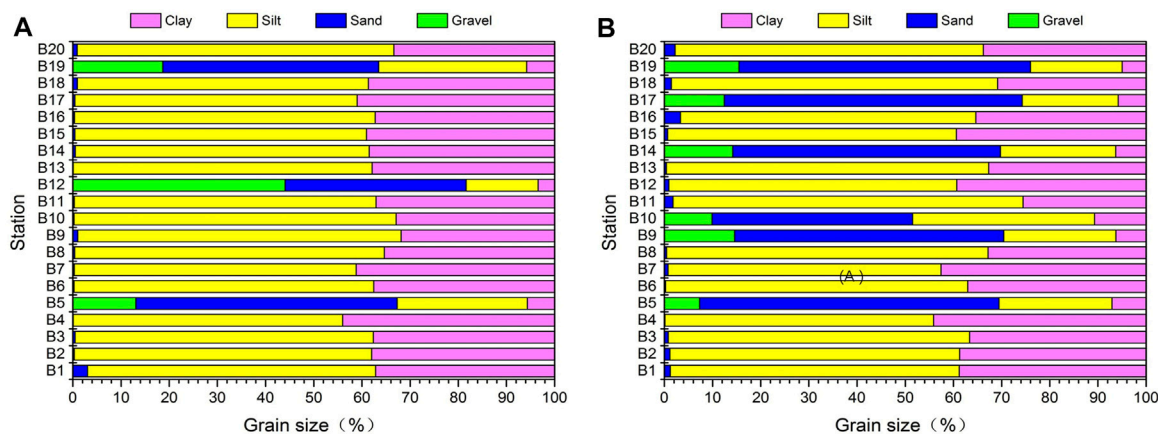 A
Clay Silt Sand Gravel
B20
B19
B18
B17
B16
B15
B14
B13
B12
B11
B10
B9
B8
B7
B6
B5
B4
B3
B2
B1
Station
0 10 20 30 40 50 60 70 80 90 100
Grain size（%）
B
Clay Silt Sand Gravel
B20
B19
B18
B17
B16
B15
B14
B13
B12
B11
B10
B9
B8
B7
B6
B5
B4
B3
B2
B1
Station
(A)
0 10 20 30 40 50 60 70 80 90 100
Grain size（%）